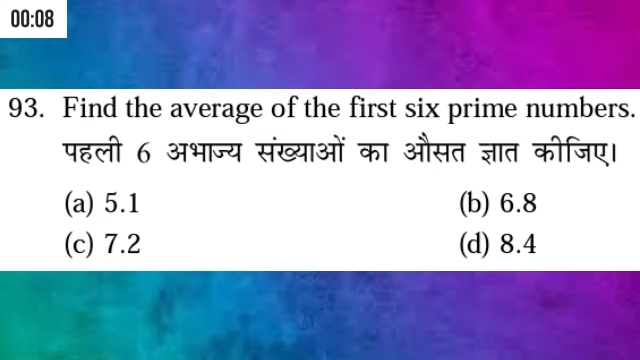 00:08
93. Find the average of the first six prime numbers.
पहली 6 अभाज्य संख्याओं का औसत ज्ञात कीजिए।
(a) 5.1 (b) 6.8
(c) 7.2 (d) 8.4